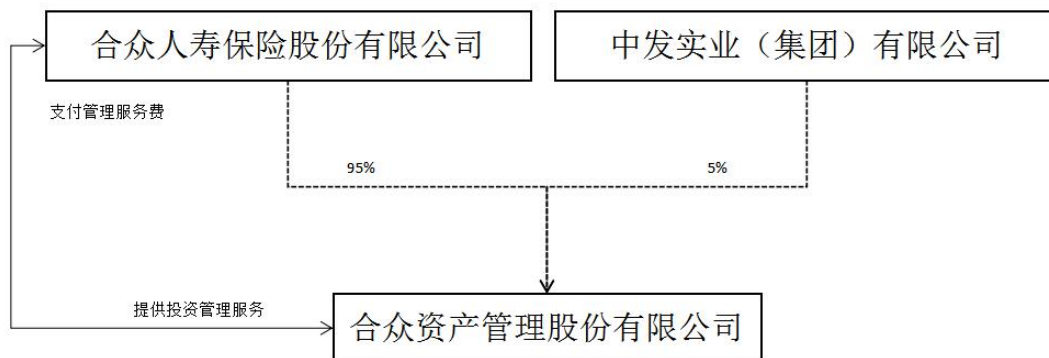 合众人寿保险股份有限公司
中发实业（集团）有限公司
支付管理服务费
95%
5%
提供投资管理服务
合众资产管理股份有限公司